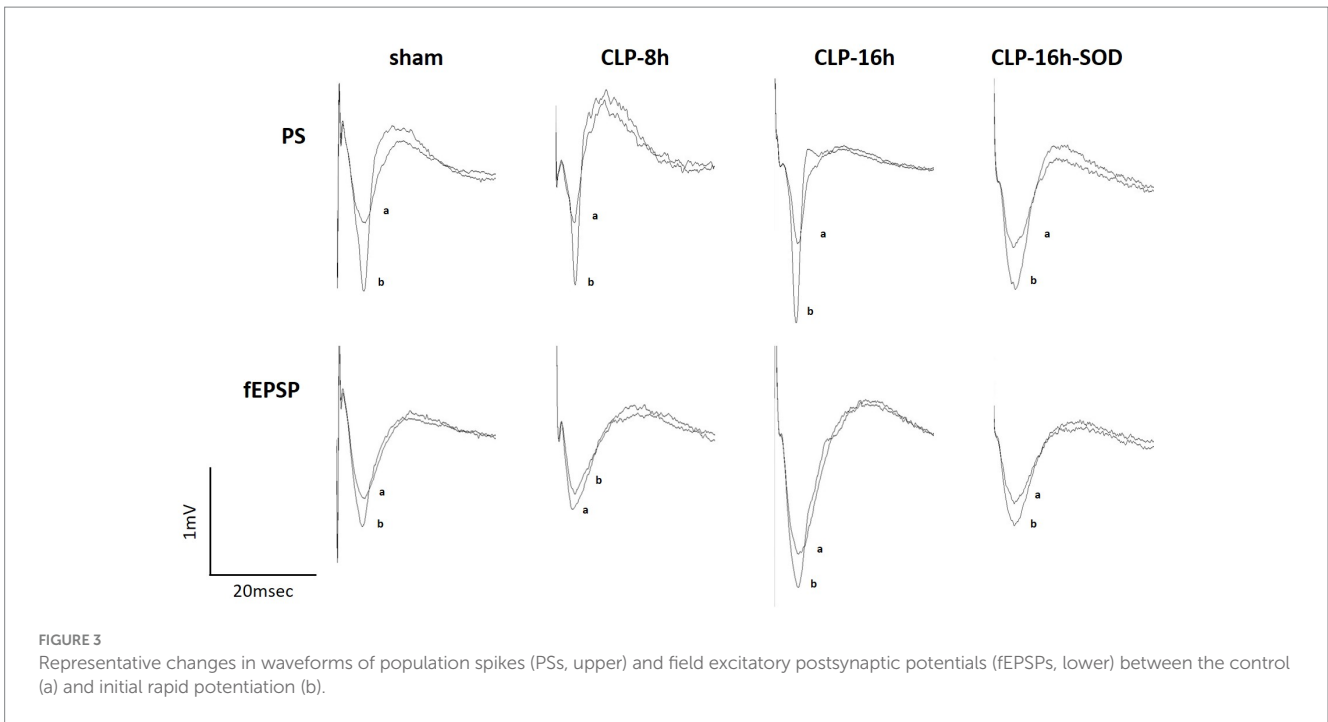 sham CLP-8h CLP-16h CLP-16h-SOD
PS
a a a a
b b b b
fEPSP
a b a a
b a b b
1mV
20msec
FIGURE 3
Representative changes in waveforms of population spikes (PSs, upper) and field excitatory postsynaptic potentials (fEPSPs, lower) between the control
(a) and initial rapid potentiation (b).